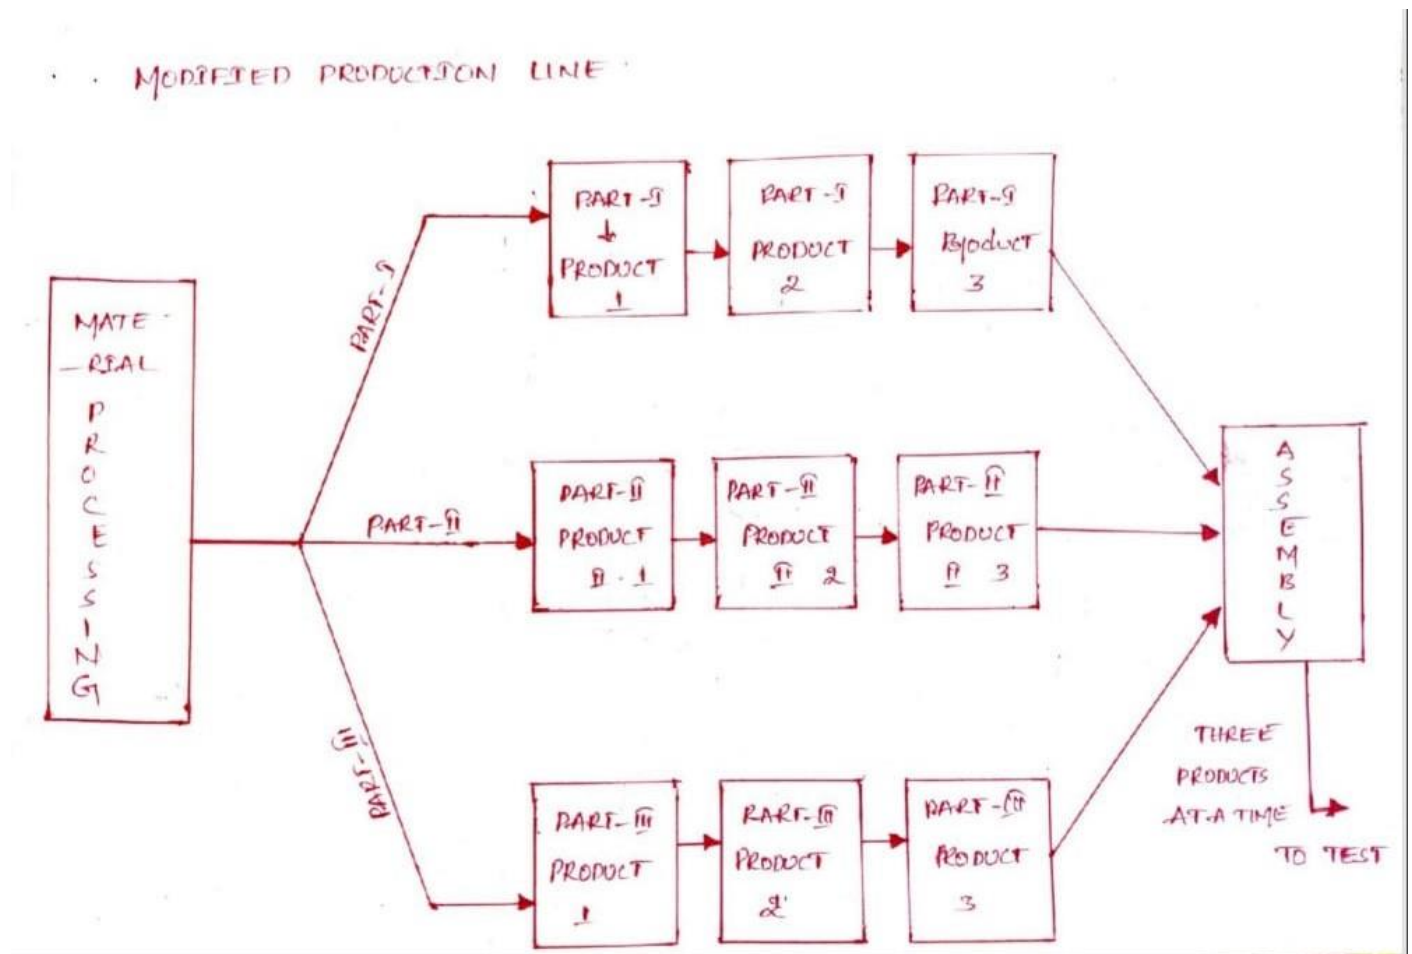 MODIFIED PRODUCTION LINE
MATE-
-RIAL
PROCESSING
PART-I
PART-I
PRODUCT
1
PART-I
PRODUCT
2
PART-I
Product
3
PART-II
PART-II
PRODUCT
II . 1
PART-II
PRODUCT
II 2
PART-II
PRODUCT
II 3
PART-III
PART-III
PRODUCT
1
PART-III
PRODUCT
2
PART-III
PRODUCT
3
ASSEMBLY
THREE
PRODUCTS
AT-A TIME
TO TEST